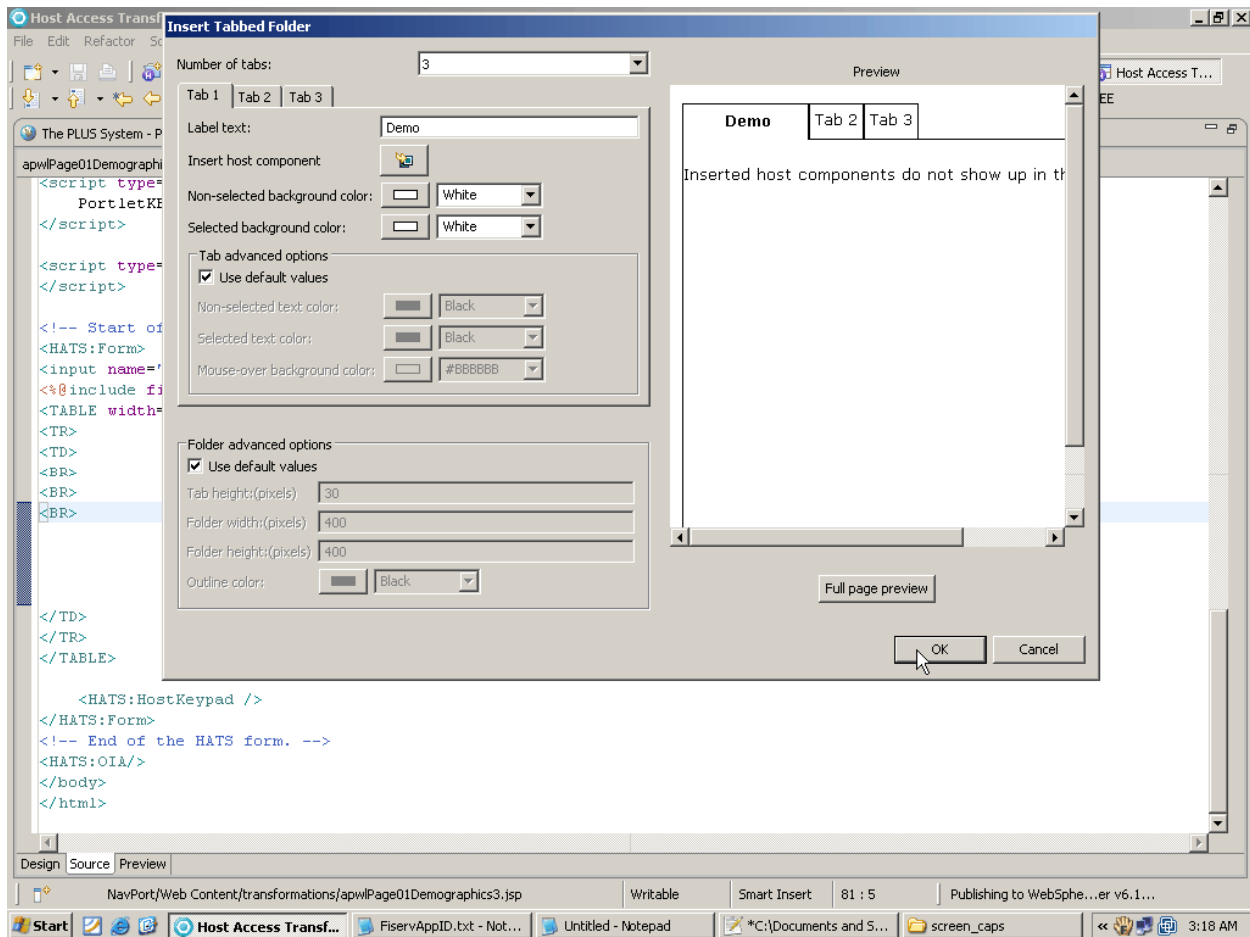 Host Access Transf
Insert Tabbed Folder
File Edit Refactor
Host Access T...
EE
The PLUS System - P
apwlPage01Demographi
Number of tabs: 3
Tab 1 Tab 2 Tab 3
Label text: Demo
Insert host component
Non-selected background color: White
Selected background color: White
Tab advanced options
Use default values
Non-selected text color: Black
Selected text color: Black
Mouse-over background color: #BBBBBB
Folder advanced options
Use default values
Tab height:(pixels) 30
Folder width:(pixels) 400
Folder height:(pixels) 400
Outline color: Black
Preview
Demo Tab 2 Tab 3
Inserted host components do not show up in th
Full page preview
OK Cancel
<script type=
PortletKE
</script>
<script type=
</script>
<!-- Start of
<HATS:Form>
<input name='
<%@include fi
<TABLE width=
<TR>
<TD>
<BR>
<BR>
<BR>
</TD>
</TR>
</TABLE>
<HATS:HostKeypad />
</HATS:Form>
<!-- End of the HATS form. -->
<HATS:OIA/>
</body>
</html>
Design Source Preview
NavPort/Web Content/transformations/apwlPage01Demographics3.jsp Writable Smart Insert 81 : 5 Publishing to WebSphe...er v6.1...
Start Host Access Transf... FiservAppID.txt - Not... Untitled - Notepad *C:\Documents and S... screen_caps « 3:18 AM